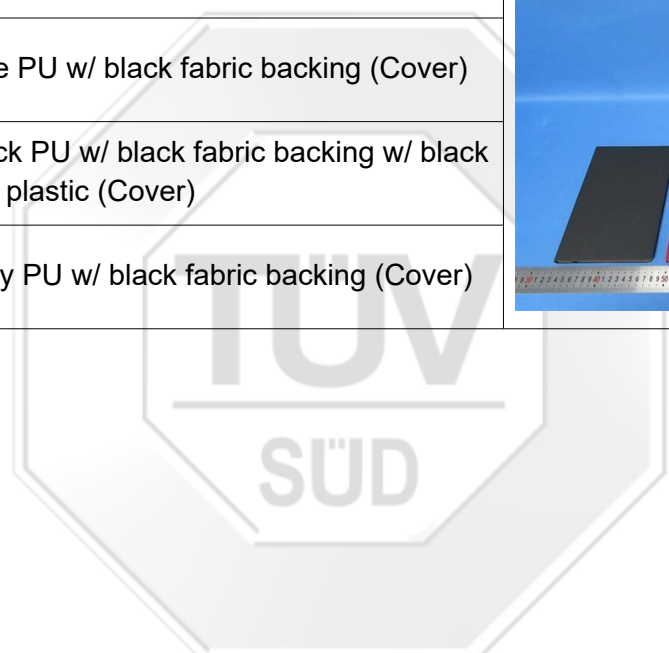 PU w/ black fabric backing (Cover)
PU w/ black fabric backing w/ black
plastic (Cover)
PU w/ black fabric backing (Cover)
TÜV
SÜD